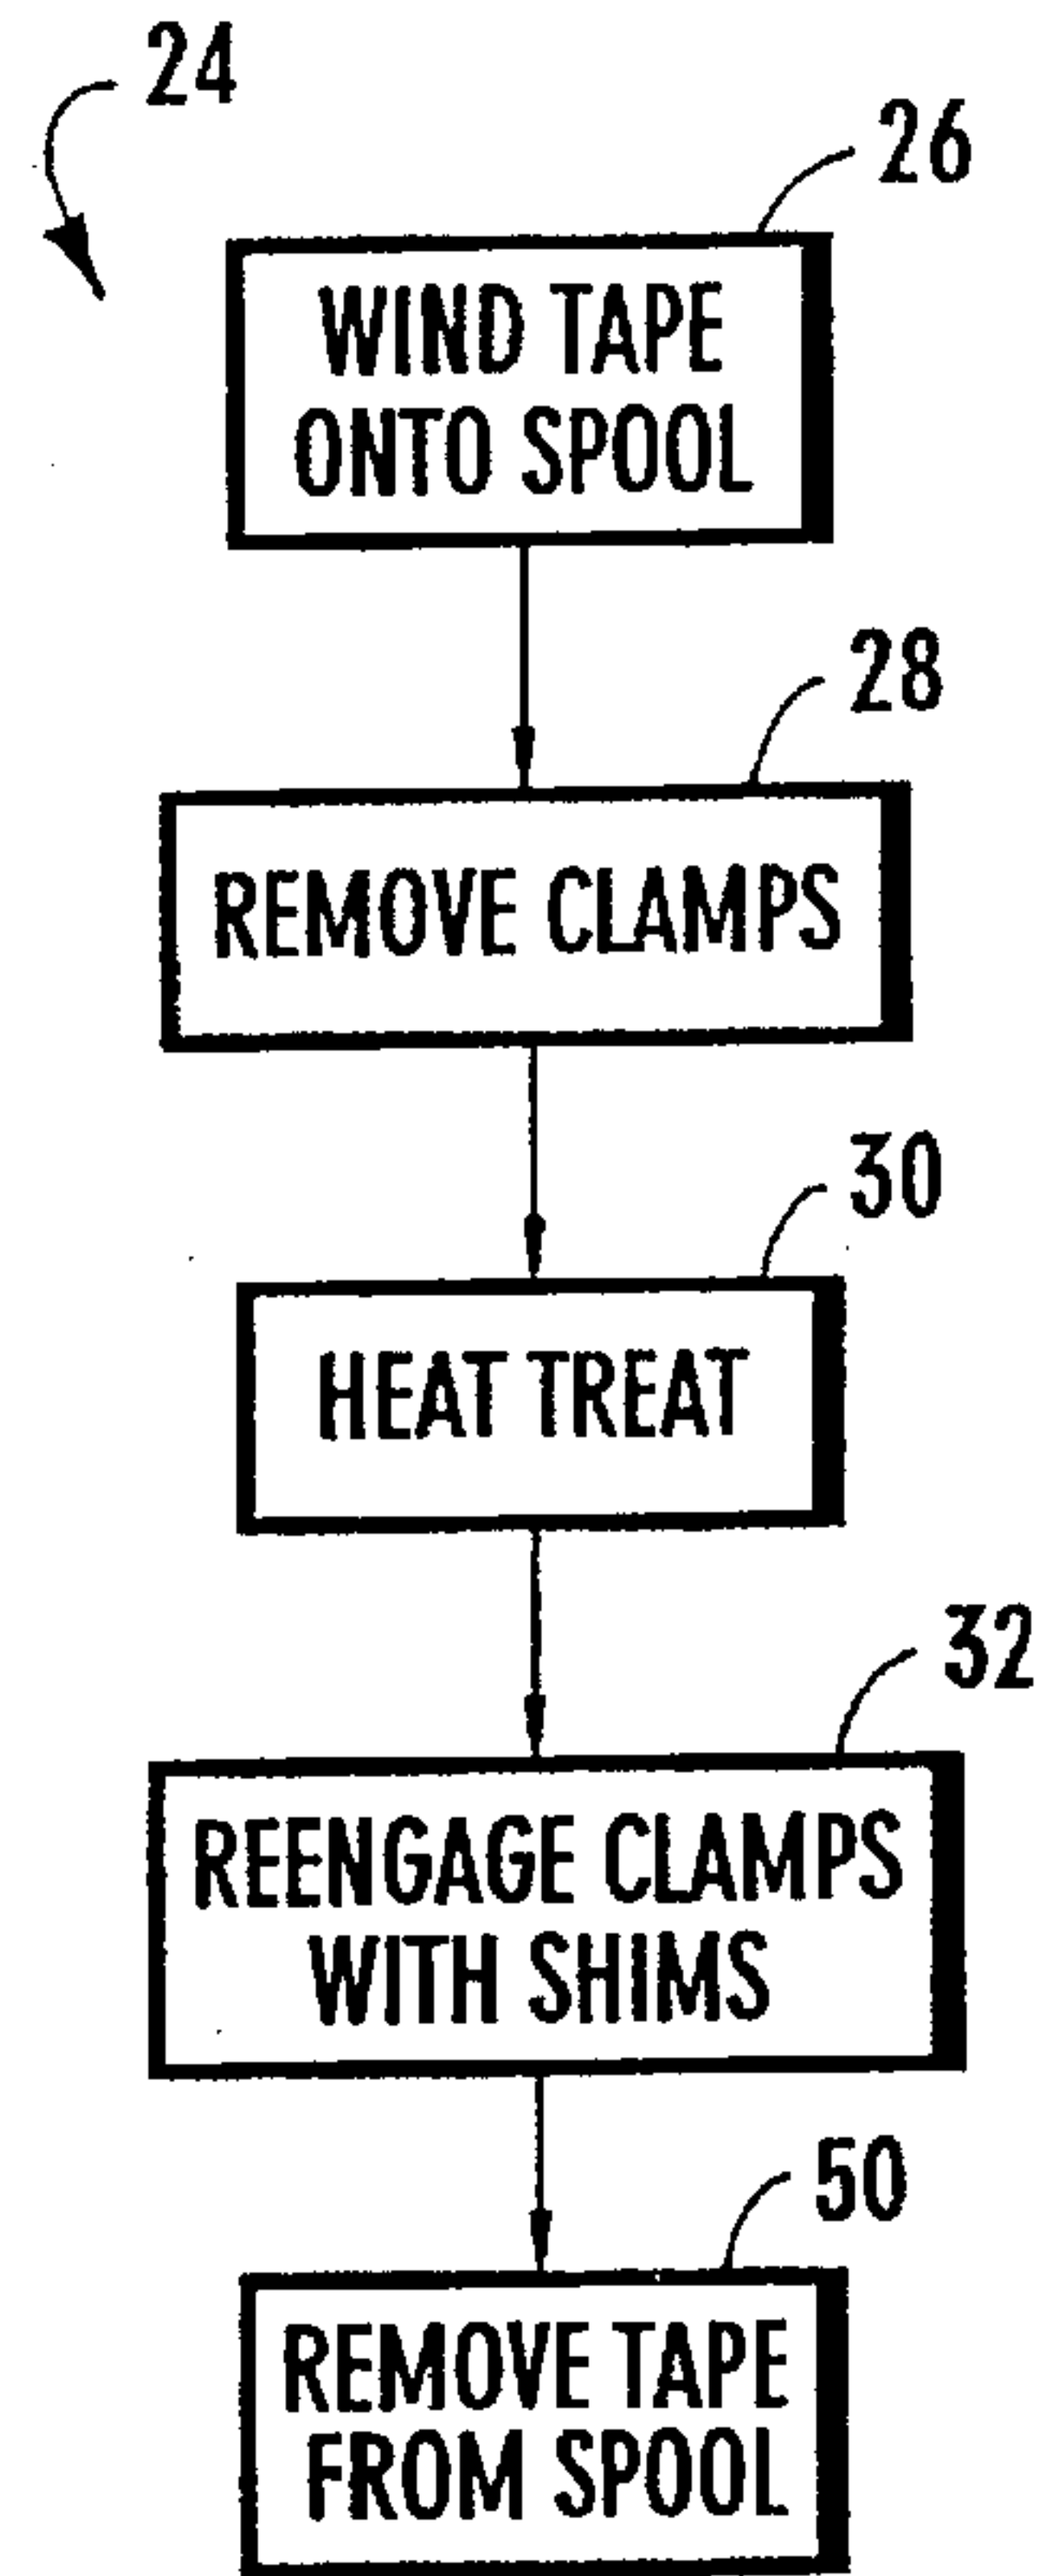 24
26
WIND TAPE
ONTO SPOOL
28
REMOVE CLAMPS
30
HEAT TREAT
32
REENGAGE CLAMPS
WITH SHIMS
50
REMOVE TAPE
FROM SPOOL